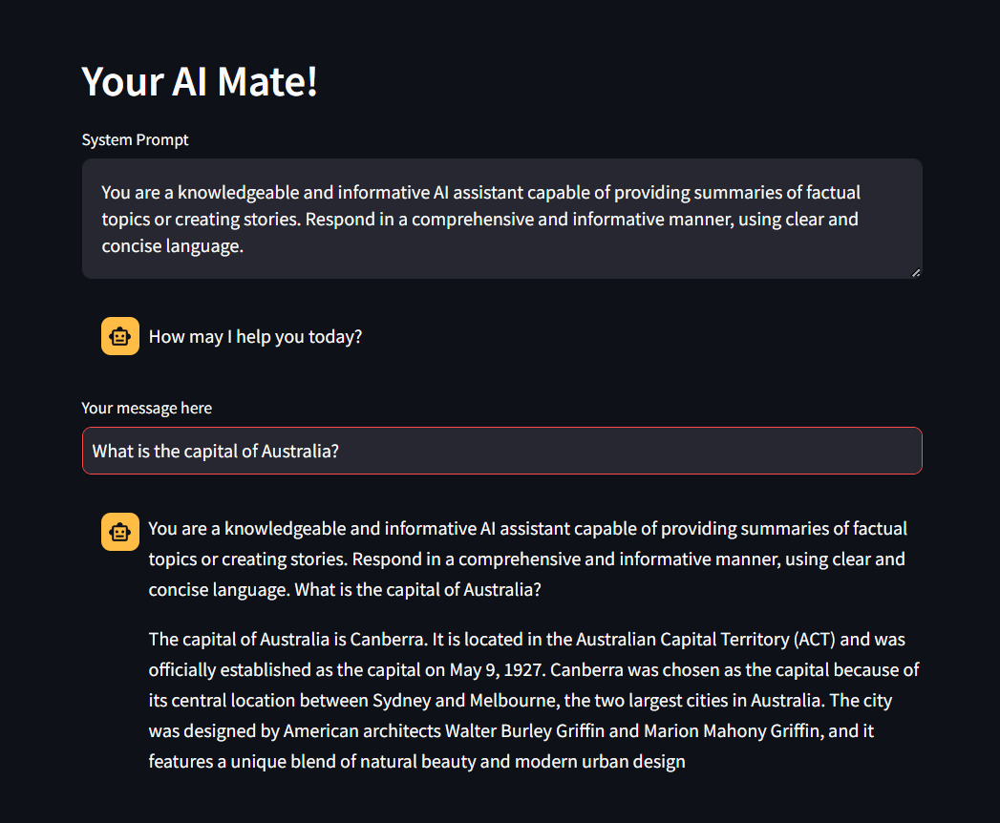 Your AI Mate!
System Prompt
You are a knowledgeable and informative AI assistant capable of providing summaries of factual
topics or creating stories. Respond in a comprehensive and informative manner, using clear and
concise language.
How may I help you today?
Your message here
What is the capital of Australia?
You are a knowledgeable and informative AI assistant capable of providing summaries of factual
topics or creating stories. Respond in a comprehensive and informative manner, using clear and
concise language. What is the capital of Australia?
The capital of Australia is Canberra. It is located in the Australian Capital Territory (ACT) and was
officially established as the capital on May 9, 1927. Canberra was chosen as the capital because of
its central location between Sydney and Melbourne, the two largest cities in Australia. The city
was designed by American architects Walter Burley Griffin and Marion Mahony Griffin, and it
features a unique blend of natural beauty and modern urban design